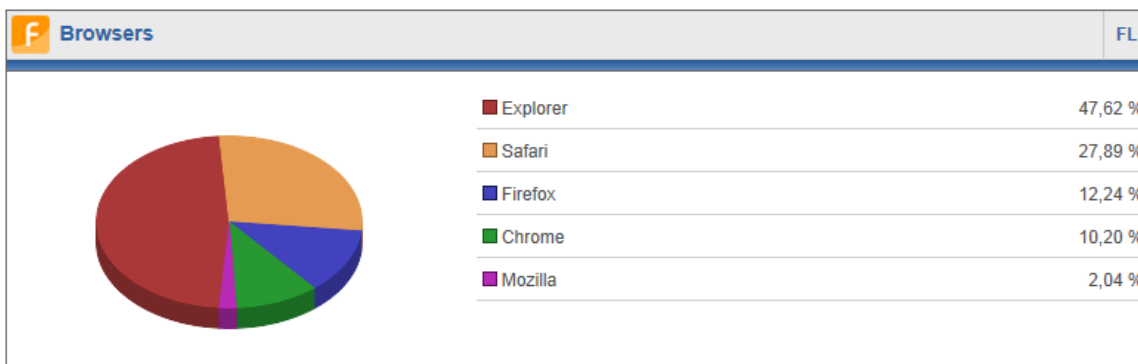 Browsers FL
Explorer 47,62 %
Safari 27,89 %
Firefox 12,24 %
Chrome 10,20 %
Mozilla 2,04 %